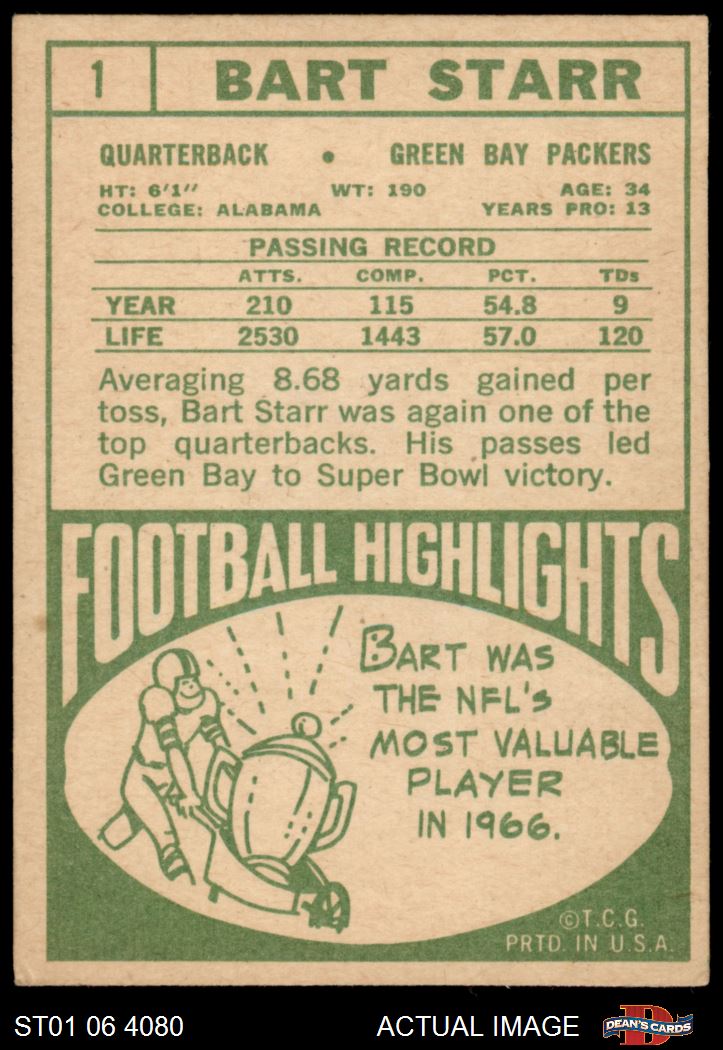 1 BART STARR
QUARTERBACK • GREEN BAY PACKERS
HT: 6'1" WT: 190 AGE: 34
COLLEGE: ALABAMA YEARS PRO: 13
PASSING RECORD
ATTS. COMP. PCT. TDs
YEAR 210 115 54.8 9
LIFE 2530 1443 57.0 120
Averaging 8.68 yards gained per
toss, Bart Starr was again one of the
top quarterbacks. His passes led
Green Bay to Super Bowl victory.
FOOTBALL HIGHLIGHTS
BART WAS
THE NFL'S
MOST VALUABLE
PLAYER
IN 1966.
©T.C.G.
PRTD. IN U.S.A.
ST01 06 4080 ACTUAL IMAGE D DEAN'S CARDS